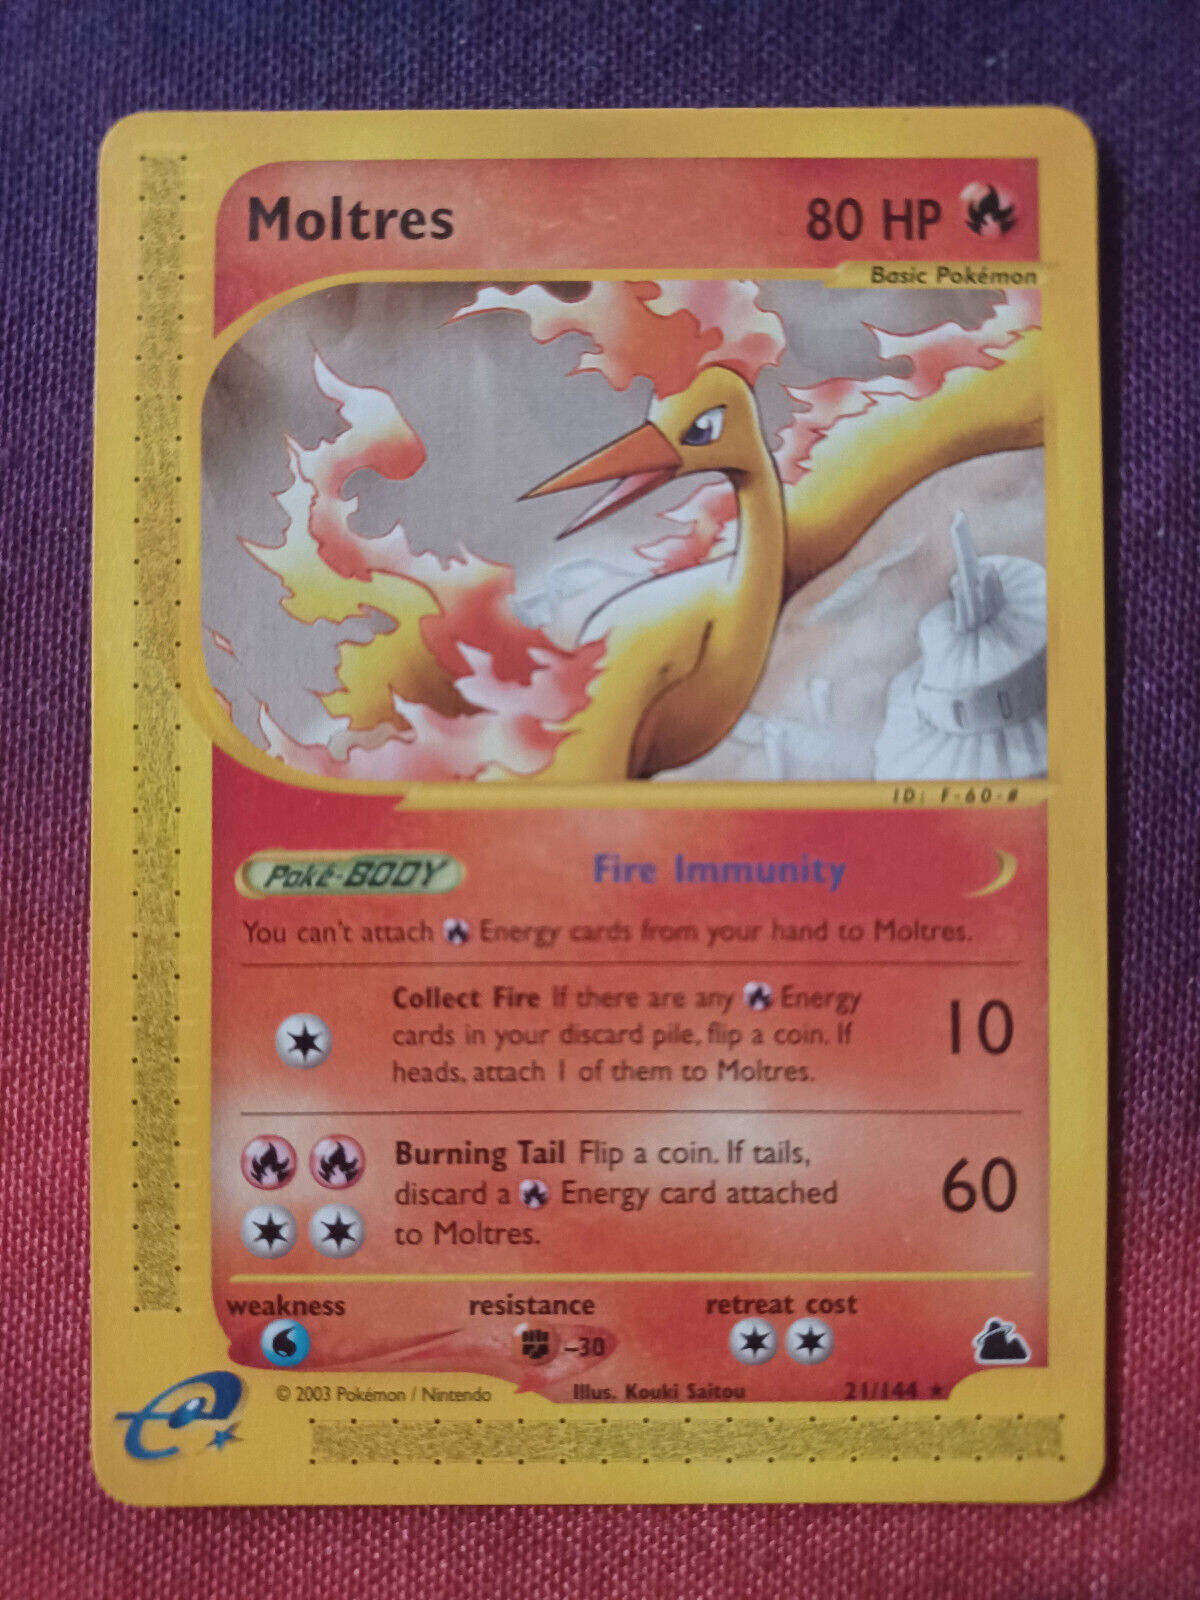 Moltres 80 HP
Basic Pokémon
ID: F-60-#
Poké-BODY Fire Immunity
You can't attach Energy cards from your hand to Moltres.
Collect Fire If there are any Energy
cards in your discard pile, flip a coin. If
heads, attach 1 of them to Moltres.
10
Burning Tail Flip a coin. If tails,
discard a Energy card attached
to Moltres.
60
weakness resistance retreat cost
-30
© 2003 Pokémon / Nintendo Illus. Kouki Saitou 21/144 ★
e